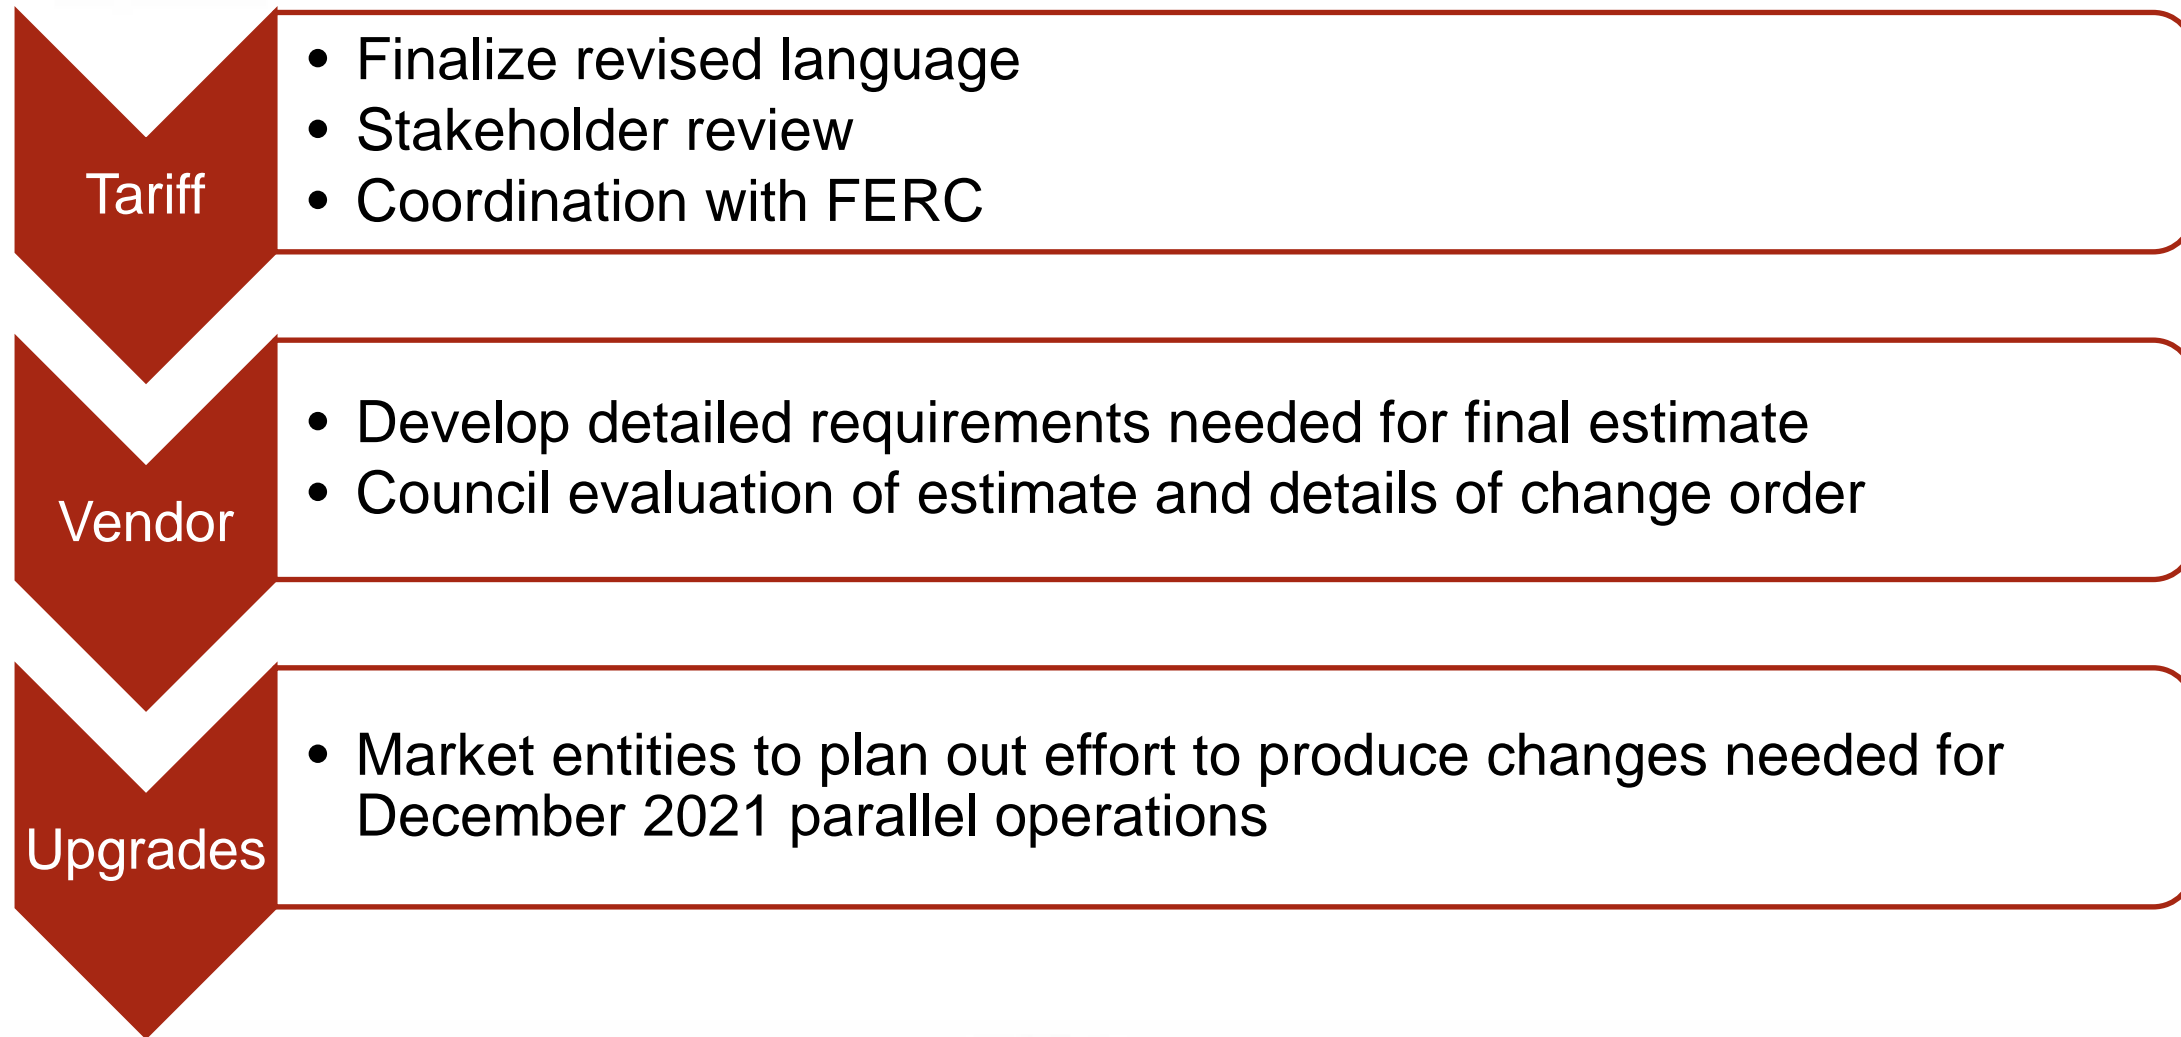 Tariff
• Finalize revised language
• Stakeholder review
• Coordination with FERC
Vendor
• Develop detailed requirements needed for final estimate
• Council evaluation of estimate and details of change order
Upgrades
• Market entities to plan out effort to produce changes needed for
December 2021 parallel operations